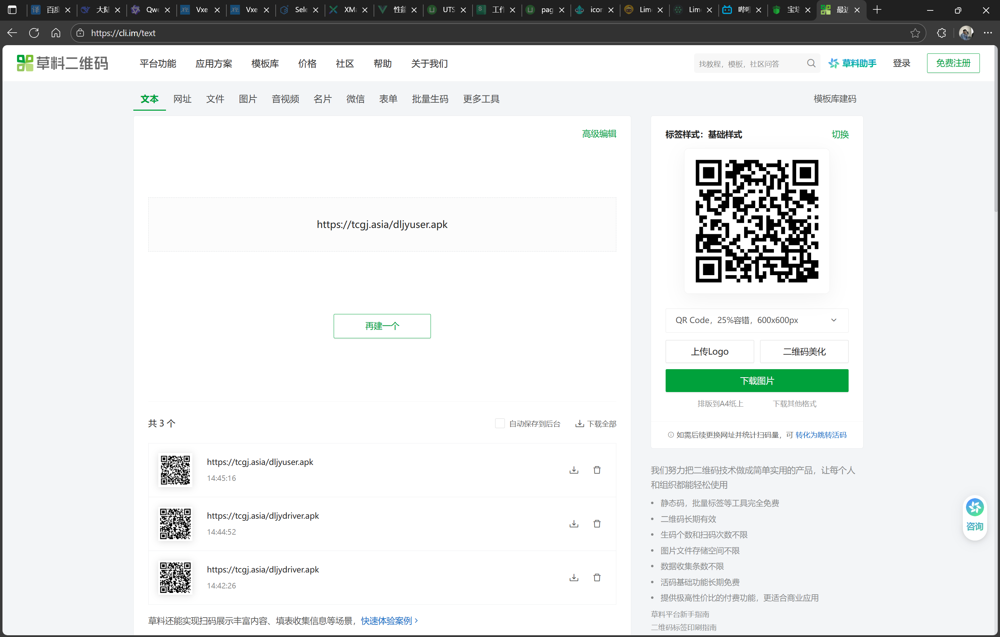 百度
大陆
Qwe
Vxe
Vxe
Sele
XMa
性能
UTS
工作
pag
icon
Lim
Lim
哔哩
宝塔
最近
https://cli.im/text
草料二维码
平台功能
应用方案
模板库
价格
社区
帮助
关于我们
找教程，模板，社区问答
草料助手
登录
免费注册
文本
网址
文件
图片
音视频
名片
微信
表单
批量生码
更多工具
模板库建码
高级编辑
https://tcgj.asia/dljyuser.apk
再建一个
标签样式：基础样式
切换
QR Code，25%容错，600x600px
上传Logo
二维码美化
下载图片
排版到A4纸上
下载其他格式
如需后续更换网址并统计扫码量，可 转化为跳转活码
共 3 个
自动保存到后台
下载全部
https://tcgj.asia/dljyuser.apk
14:45:16
https://tcgj.asia/dljydriver.apk
14:44:52
https://tcgj.asia/dljydriver.apk
14:42:26
草料还能实现扫码展示丰富内容、填表收集信息等场景，快速体验案例 >
我们努力把二维码技术做成简单实用的产品，让每个人
和组织都能轻松使用
• 静态码，批量标签等工具完全免费
• 二维码长期有效
• 生码个数和扫码次数不限
• 图片文件存储空间不限
• 数据收集条数不限
• 活码基础功能长期免费
• 提供极高性价比的付费功能，更适合商业应用
草料平台新手指南
二维码标签印刷指南
咨询